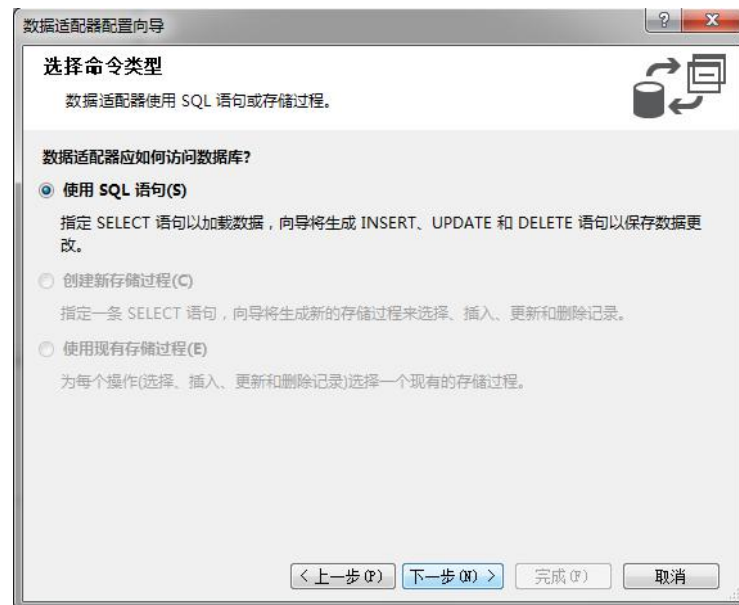 数据适配器配置向导
选择命令类型
数据适配器使用 SQL 语句或存储过程。
数据适配器应如何访问数据库?
使用 SQL 语句(S)
指定 SELECT 语句以加载数据，向导将生成 INSERT、UPDATE 和 DELETE 语句以保存数据更
改。
创建新存储过程(C)
指定一条 SELECT 语句，向导将生成新的存储过程来选择、插入、更新和删除记录。
使用现有存储过程(E)
为每个操作(选择、插入、更新和删除记录)选择一个现有的存储过程。
< 上一步(P) 下一步(N) > 完成(F) 取消